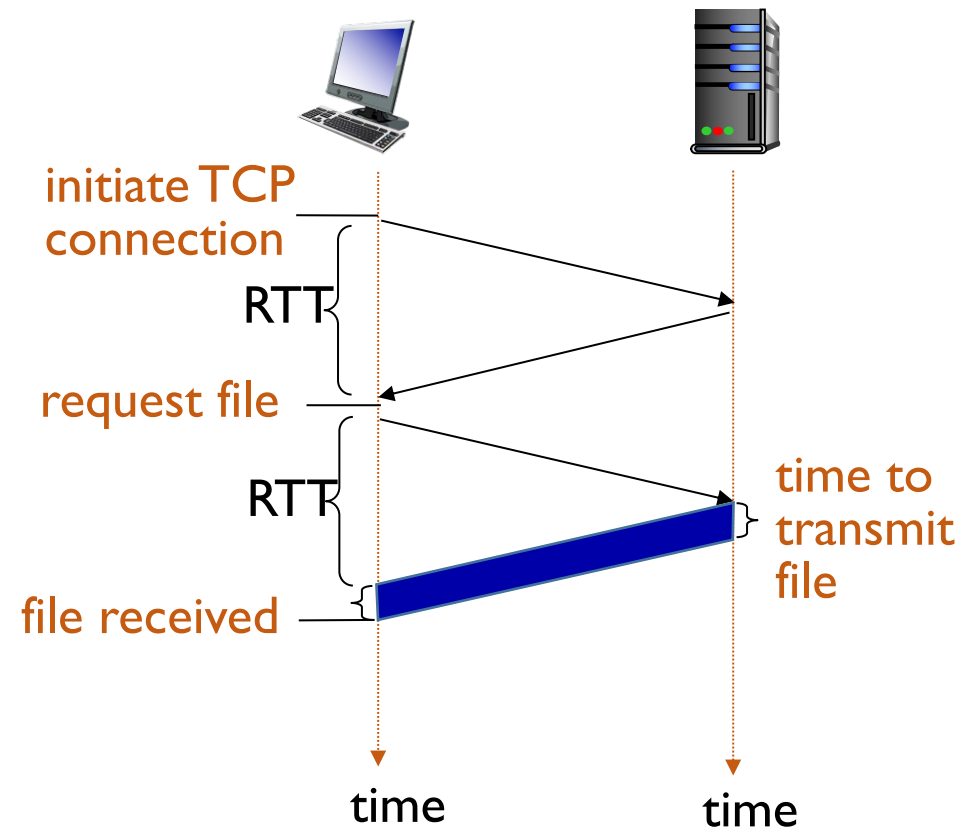 initiate TCP
connection
RTT
request file
RTT
time to
transmit
file
file received
time
time